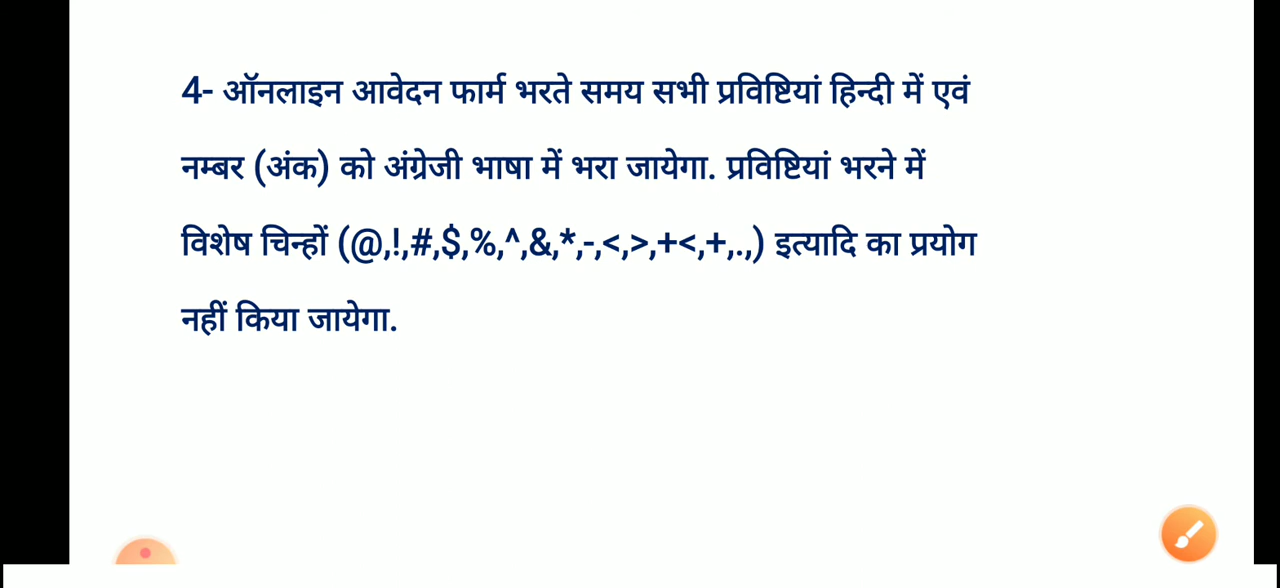 4- ऑनलाइन आवेदन फार्म भरते समय सभी प्रविष्टियां हिन्दी में एवं
नम्बर (अंक) को अंग्रेजी भाषा में भरा जायेगा. प्रविष्टियां भरने में
विशेष चिन्हों (@,!,#,$,%,^,&,*,-,<,>,+<,+,.,) इत्यादि का प्रयोग
नहीं किया जायेगा.